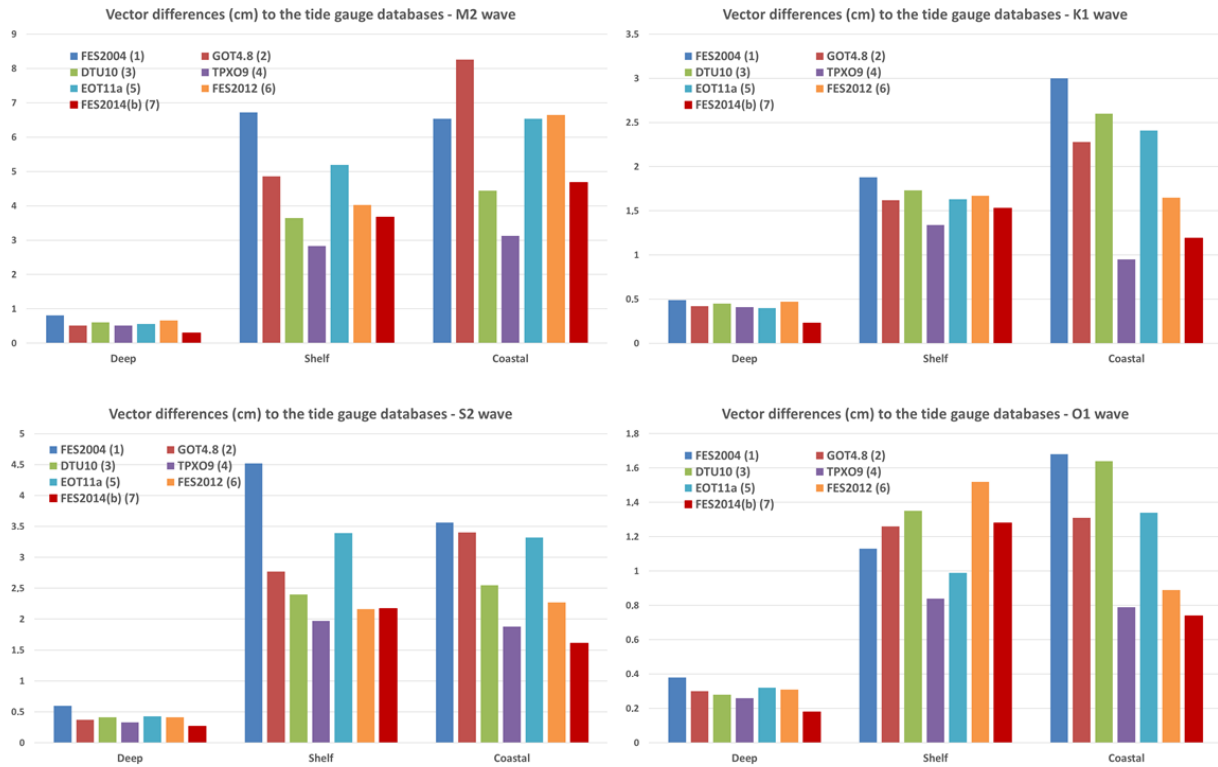 Vector differences (cm) to the tide gauge databases - M2 wave
9
8
7
6
5
4
3
2
1
0
FES2004 (1) GOT4.8 (2)
DTU10 (3) TPXO9 (4)
EOT11a (5) FES2012 (6)
FES2014(b) (7)
Deep Shelf Coastal
Vector differences (cm) to the tide gauge databases - K1 wave
3.5
3
2.5
2
1.5
1
0.5
0
FES2004 (1) GOT4.8 (2)
DTU10 (3) TPXO9 (4)
EOT11a (5) FES2012 (6)
FES2014(b) (7)
Deep Shelf Coastal
Vector differences (cm) to the tide gauge databases - S2 wave
5
4.5
4
3.5
3
2.5
2
1.5
1
0.5
0
FES2004 (1) GOT4.8 (2)
DTU10 (3) TPXO9 (4)
EOT11a (5) FES2012 (6)
FES2014(b) (7)
Deep Shelf Coastal
Vector differences (cm) to the tide gauge databases - O1 wave
1.8
1.6
1.4
1.2
1
0.8
0.6
0.4
0.2
0
FES2004 (1) GOT4.8 (2)
DTU10 (3) TPXO9 (4)
EOT11a (5) FES2012 (6)
FES2014(b) (7)
Deep Shelf Coastal